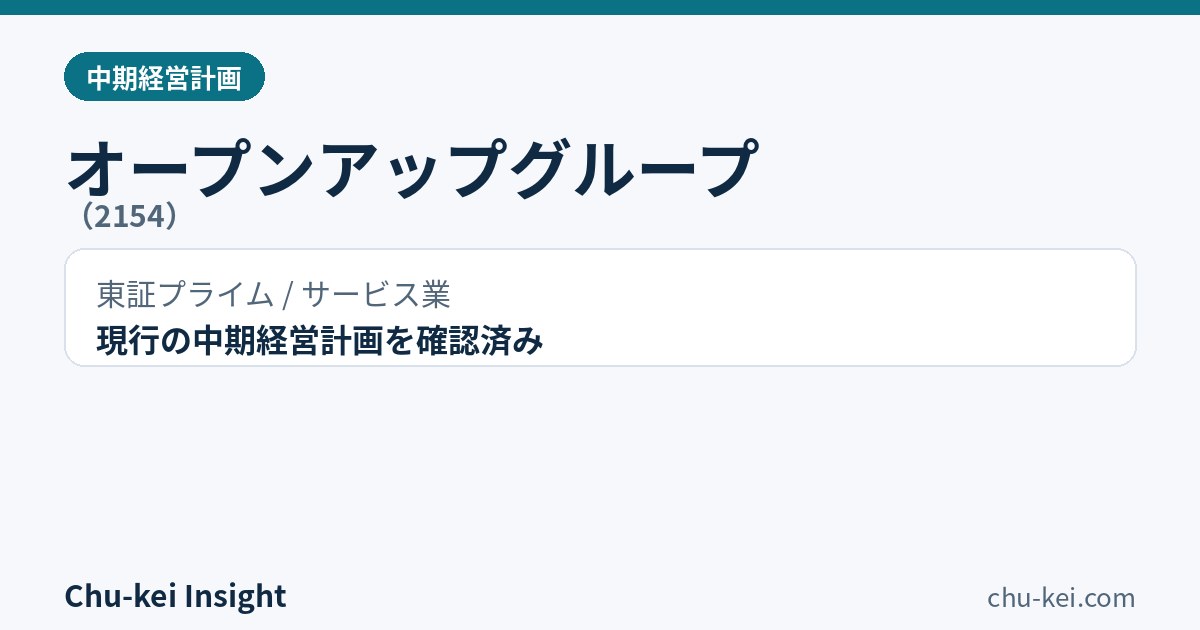 中期経営計画
オープンアップグループ
（2154）
東証プライム / サービス業
現行の中期経営計画を確認済み
Chu-kei Insight
chu-kei.com